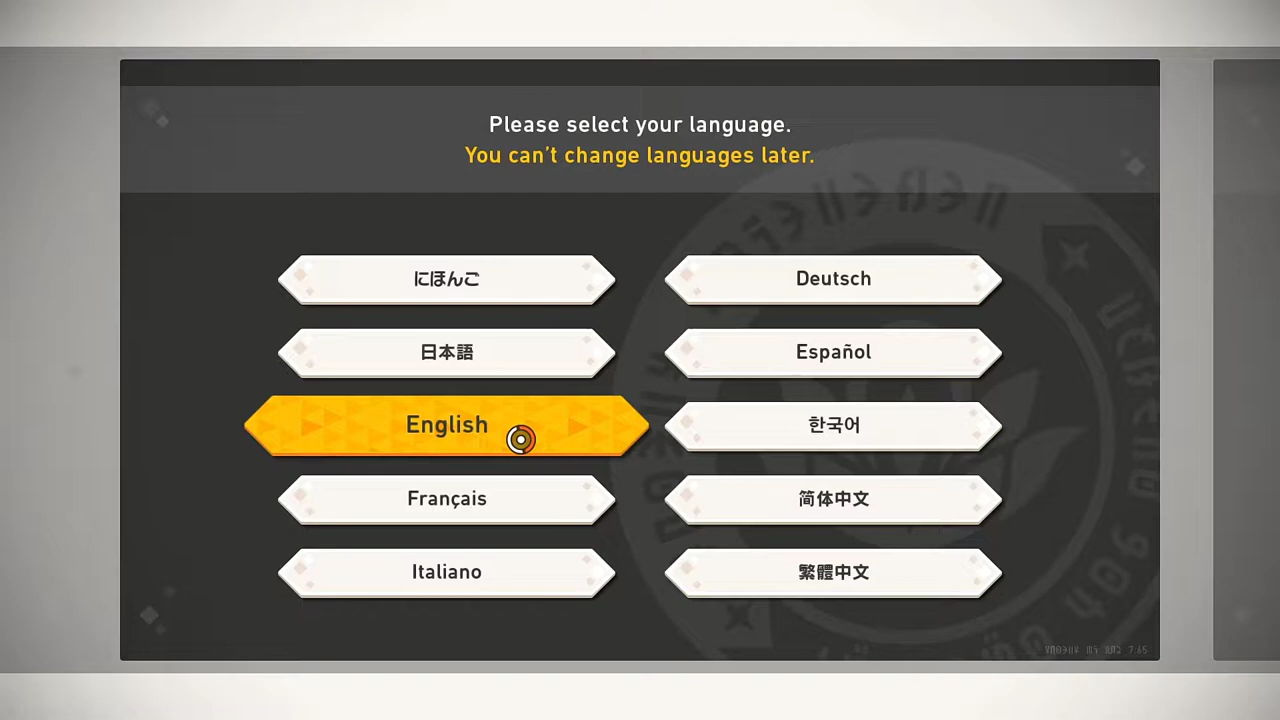 Please select your language.
You can't change languages later.
にほんご
日本語
English
Français
Italiano
Deutsch
Español
한국어
简体中文
繁體中文